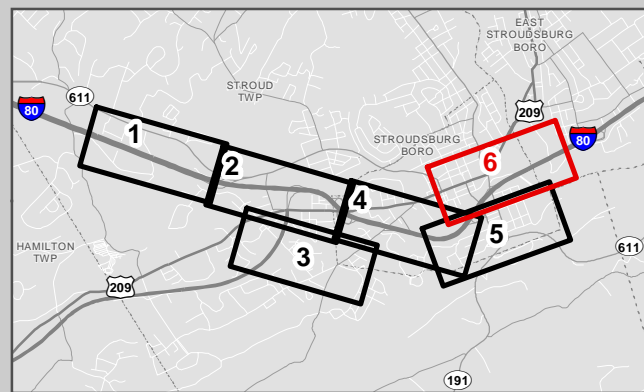 EAST
STROUDSBURG
BORO
611
80
STROUD
TWP
209
80
1
STROUDSBURG
BORO
6
2
4
5
HAMILTON
TWP
3
611
209
191